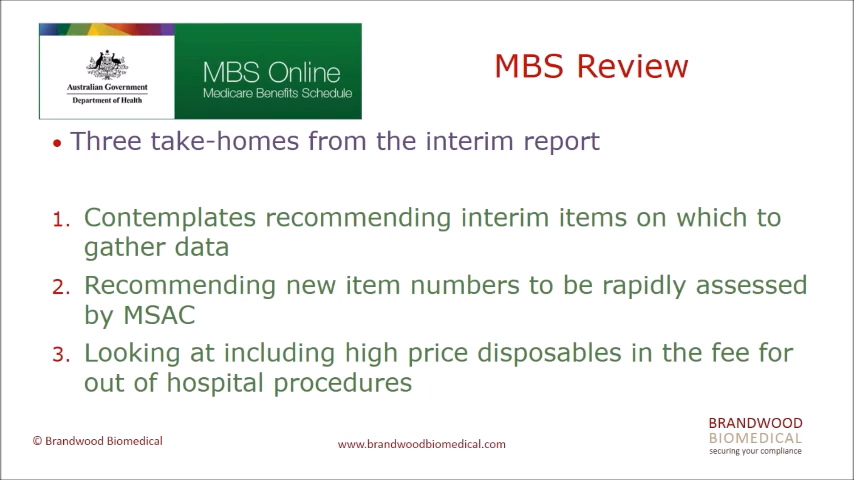 Australian Government
Department of Health
MBS Online
Medicare Benefits Schedule
MBS Review
• Three take-homes from the interim report
1. Contemplates recommending interim items on which to
gather data
2. Recommending new item numbers to be rapidly assessed
by MSAC
3. Looking at including high price disposables in the fee for
out of hospital procedures
© Brandwood Biomedical
www.brandwoodbiomedical.com
BRANDWOOD
BIOMEDICAL
securing your compliance